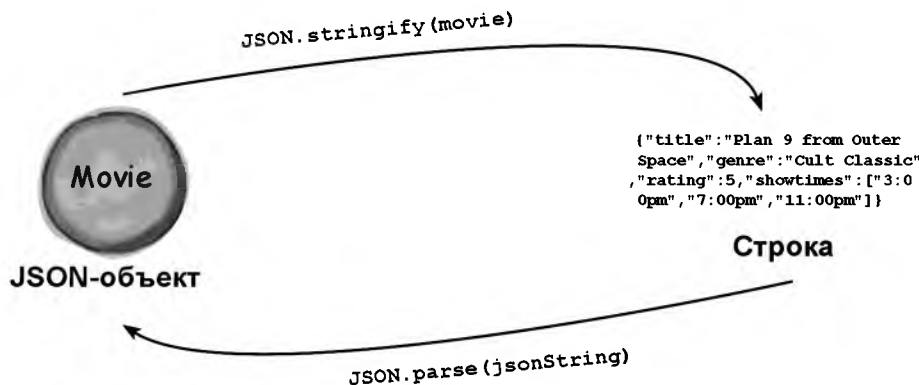 JSON.stringify(movie)
Movie
JSON-объект
{"title":"Plan 9 from Outer
Space","genre":"Cult Classic"
,"rating":5,"showtimes":["3:0
0pm","7:00pm","11:00pm"]}
Строка
JSON.parse(jsonString)